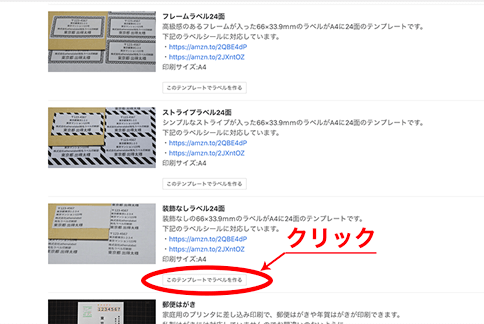 フレームラベル24面
高級感のあるフレームが入った66×33.9mmのラベルがA4に24面のテンプレートです。
下記のラベルシールに対応しています。
・https://amzn.to/2QBE4dP
・https://amzn.to/2JXntOZ
印刷サイズ:A4
このテンプレートでラベルを作る
ストライプラベル24面
シンプルなストライプが入った66×33.9mmのラベルがA4に24面のテンプレートです。
下記のラベルシールに対応しています。
・https://amzn.to/2QBE4dP
・https://amzn.to/2JXntOZ
印刷サイズ:A4
このテンプレートでラベルを作る
装飾なしラベル24面
装飾なしの66×33.9mmのラベルがA4に24面のテンプレートです。
下記のラベルシールに対応しています。
・https://amzn.to/2QBE4dP
・https://amzn.to/2JXntOZ
印刷サイズ:A4
クリック
このテンプレートでラベルを作る
郵便はがき
家庭用のプリンタに差し込み印刷で、郵便はがきや年賀はがきが印刷できます。